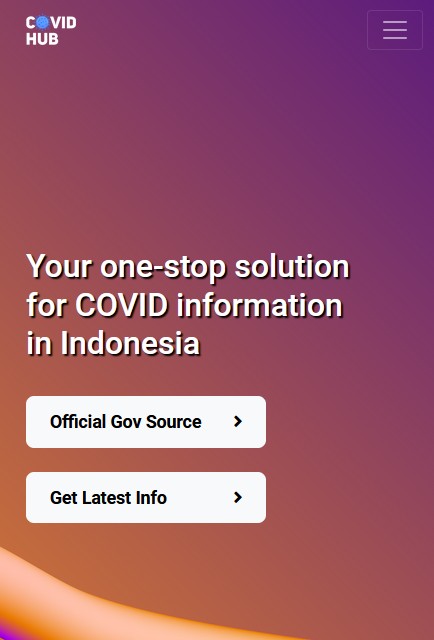 COVID
HUB
Your one-stop solution
for COVID information
in Indonesia
Official Gov Source
Get Latest Info